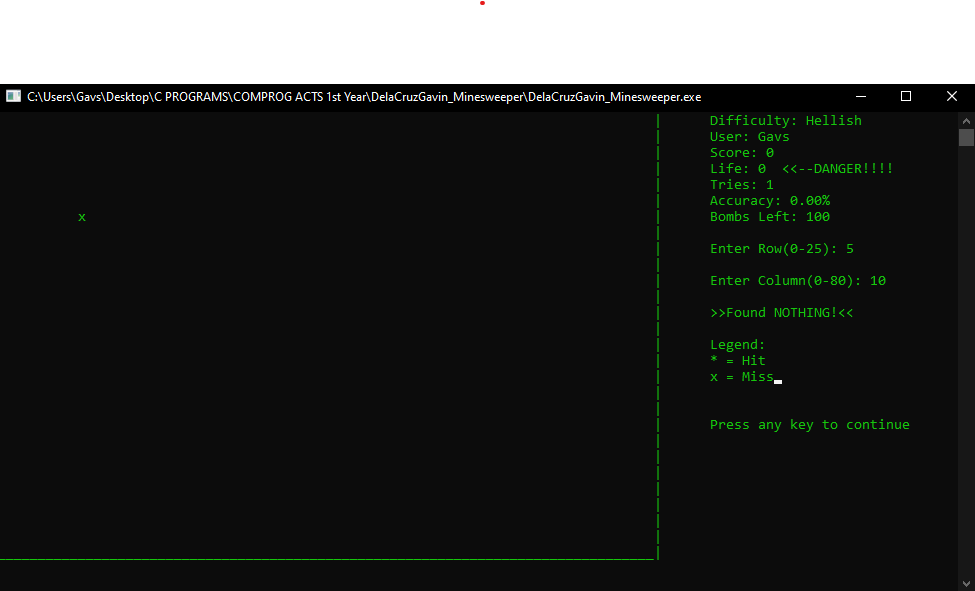 C:\Users\Gavs\Desktop\C PROGRAMS\COMPROG ACTS 1st Year\DelaCruzGavin_Minesweeper\DelaCruzGavin_Minesweeper.exe
Difficulty: Hellish
User: Gavs
Score: 0
Life: 0  <<--DANGER!!!!
Tries: 1
Accuracy: 0.00%
x
Bombs Left: 100
Enter Row(0-25): 5
Enter Column(0-80): 10
>>Found NOTHING!<<
Legend:
* = Hit
x = Miss
Press any key to continue